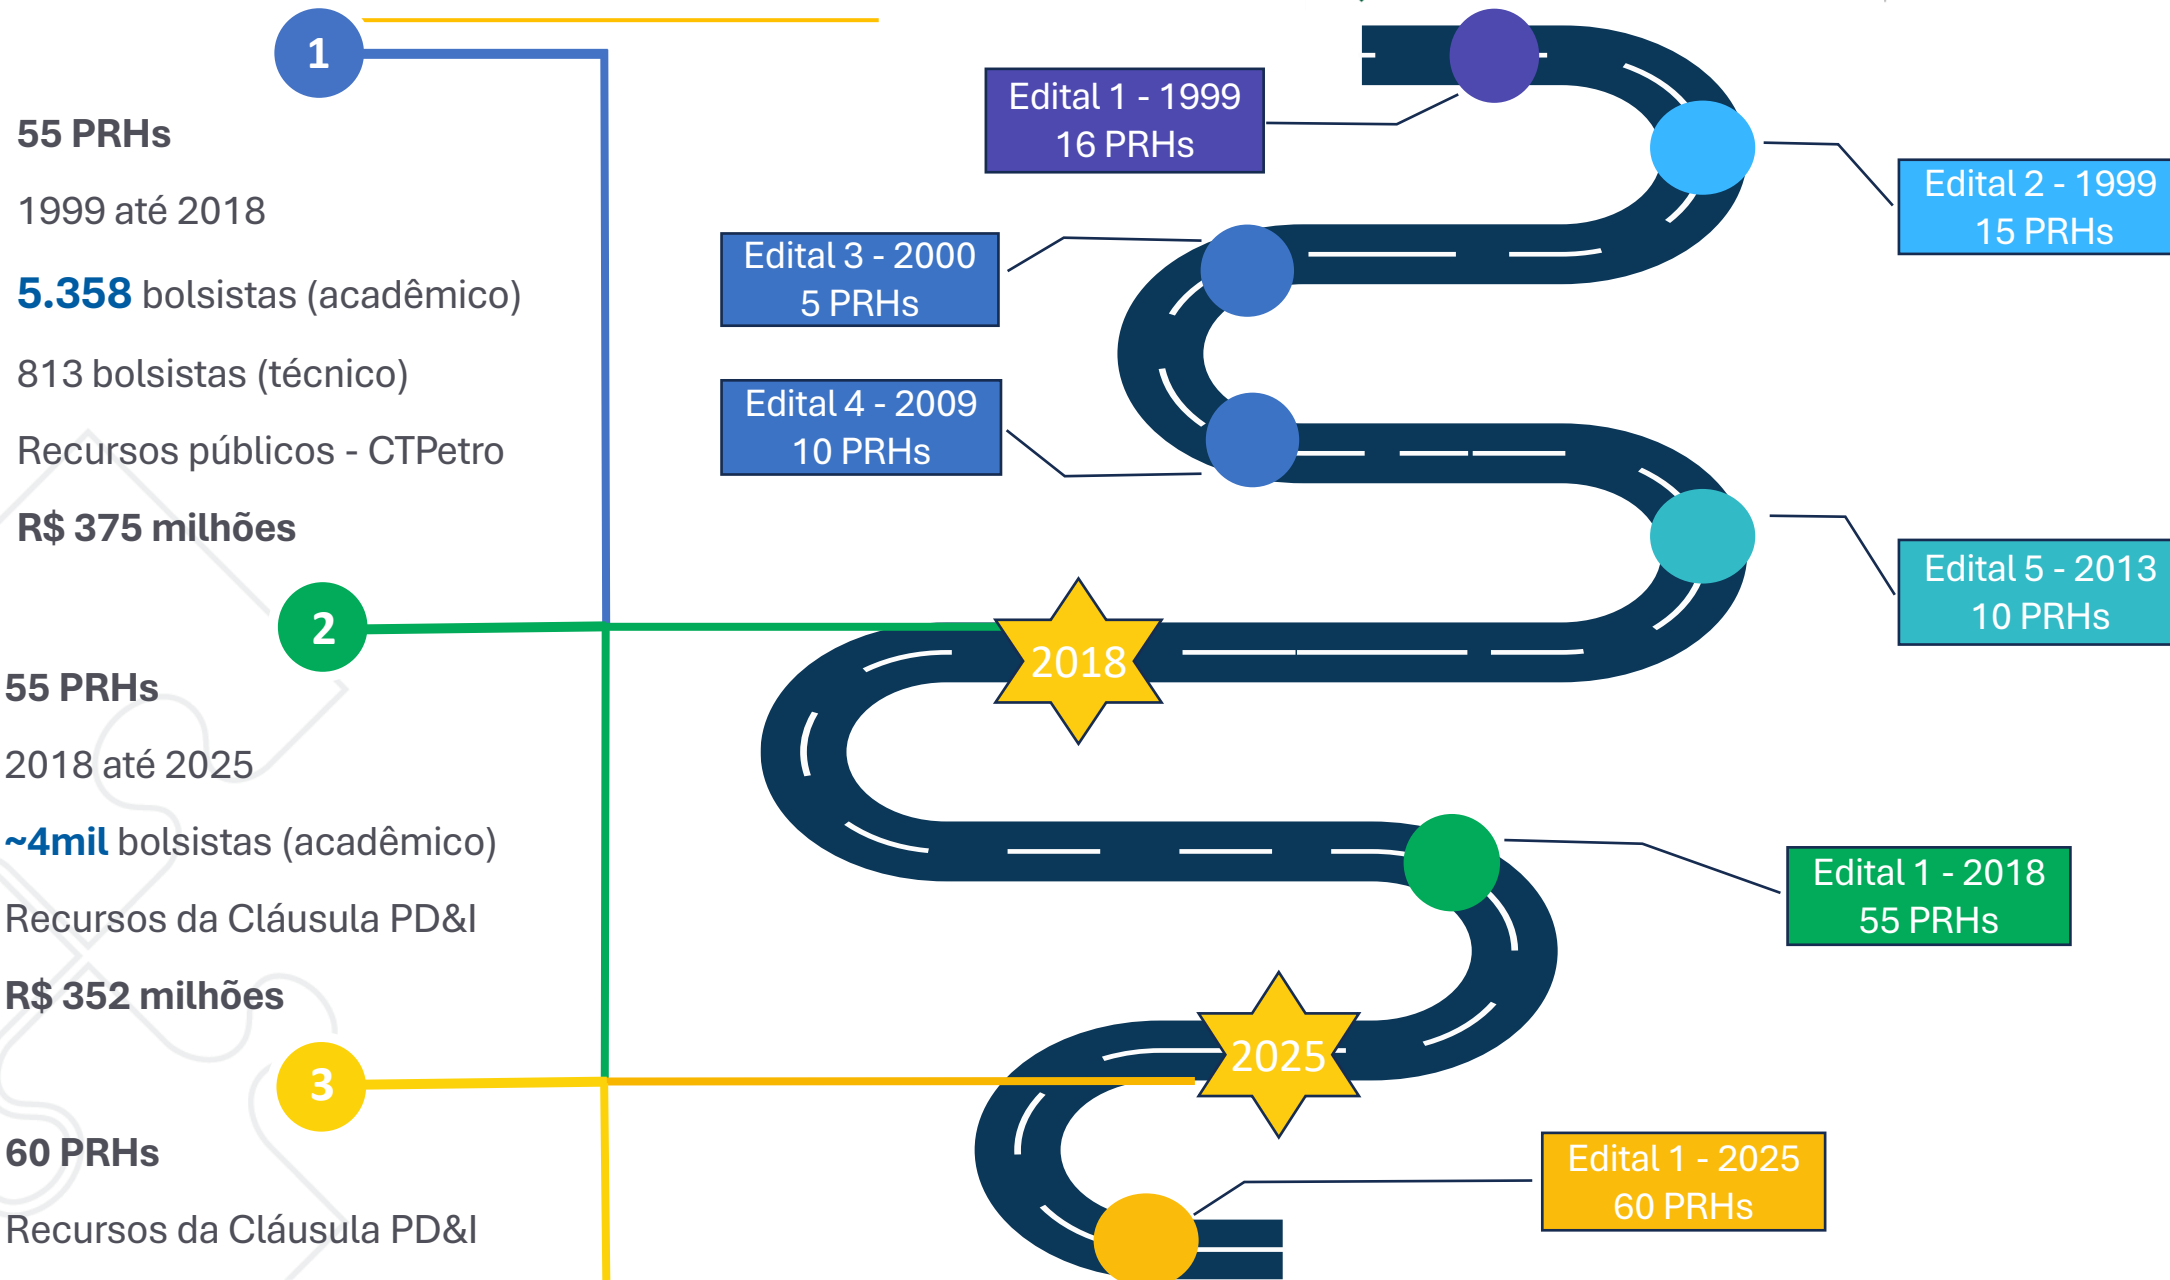 1
55 PRHs
1999 até 2018
5.358 bolsistas (acadêmico)
813 bolsistas (técnico)
Recursos públicos - CTPetro
R$ 375 milhões
2
55 PRHs
2018 até 2025
~4mil bolsistas (acadêmico)
Recursos da Cláusula PD&I
R$ 352 milhões
3
60 PRHs
Recursos da Cláusula PD&I
Edital 1 - 1999
16 PRHs
Edital 2 - 1999
15 PRHs
Edital 3 - 2000
5 PRHs
Edital 4 - 2009
10 PRHs
Edital 5 - 2013
10 PRHs
2018
Edital 1 - 2018
55 PRHs
2025
Edital 1 - 2025
60 PRHs